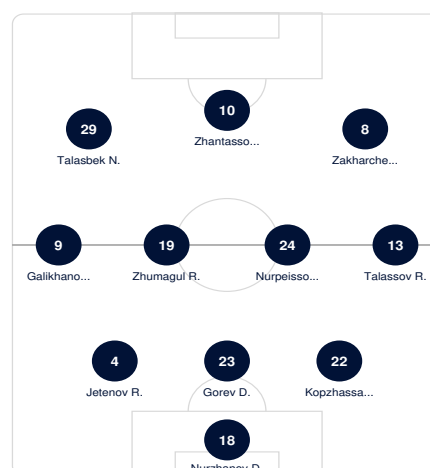 10
29
8
Zhantasso...
Talasbek N.
Zakharche...
9
19
24
13
Galikhano...
Zhumagul R.
Nurpeisso...
Talassov R.
4
23
22
Jetenov R.
Gorev D.
Kopzhassa...
18
Nurzhanov D.